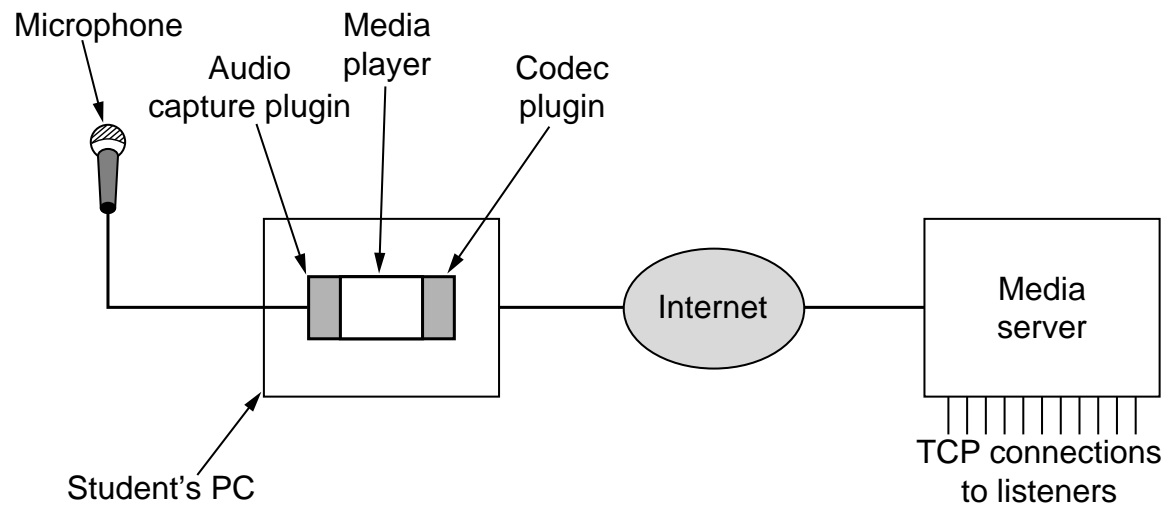 Microphone
Media
player
Audio
capture plugin
Codec
plugin
Internet
Media
server
TCP connections
to listeners
Student's PC